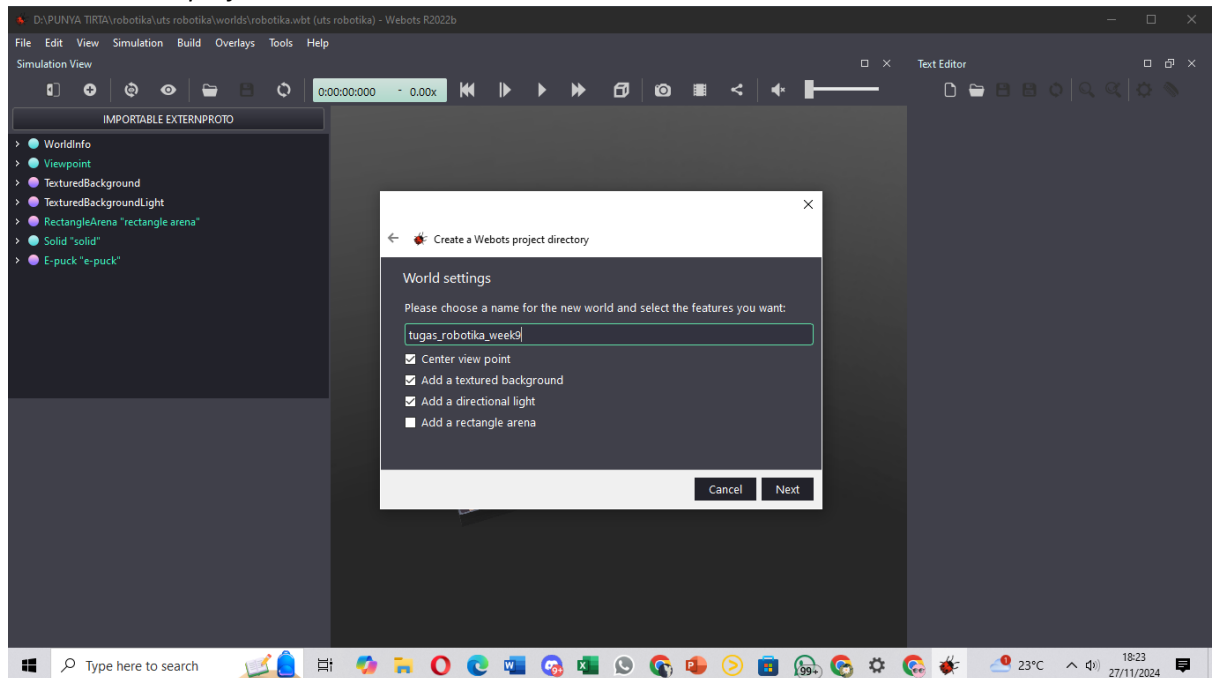 D:\PUNYA TIRTA\robotika\uts robotika\worlds\robotika.wbt (uts robotika) - Webots R2022b
File Edit View Simulation Build Overlays Tools Help
Simulation View
Text Editor
0:00:00:000 - 0.00x
IMPORTABLE EXTERNPROTO
WorldInfo
Viewpoint
TexturedBackground
TexturedBackgroundLight
RectangleArena "rectangle arena"
Solid "solid"
E-puck "e-puck"
Create a Webots project directory
World settings
Please choose a name for the new world and select the features you want:
tugas_robotika_week9
Center view point
Add a textured background
Add a directional light
Add a rectangle arena
Cancel Next
Type here to search
99+
23°C
18:23
27/11/2024